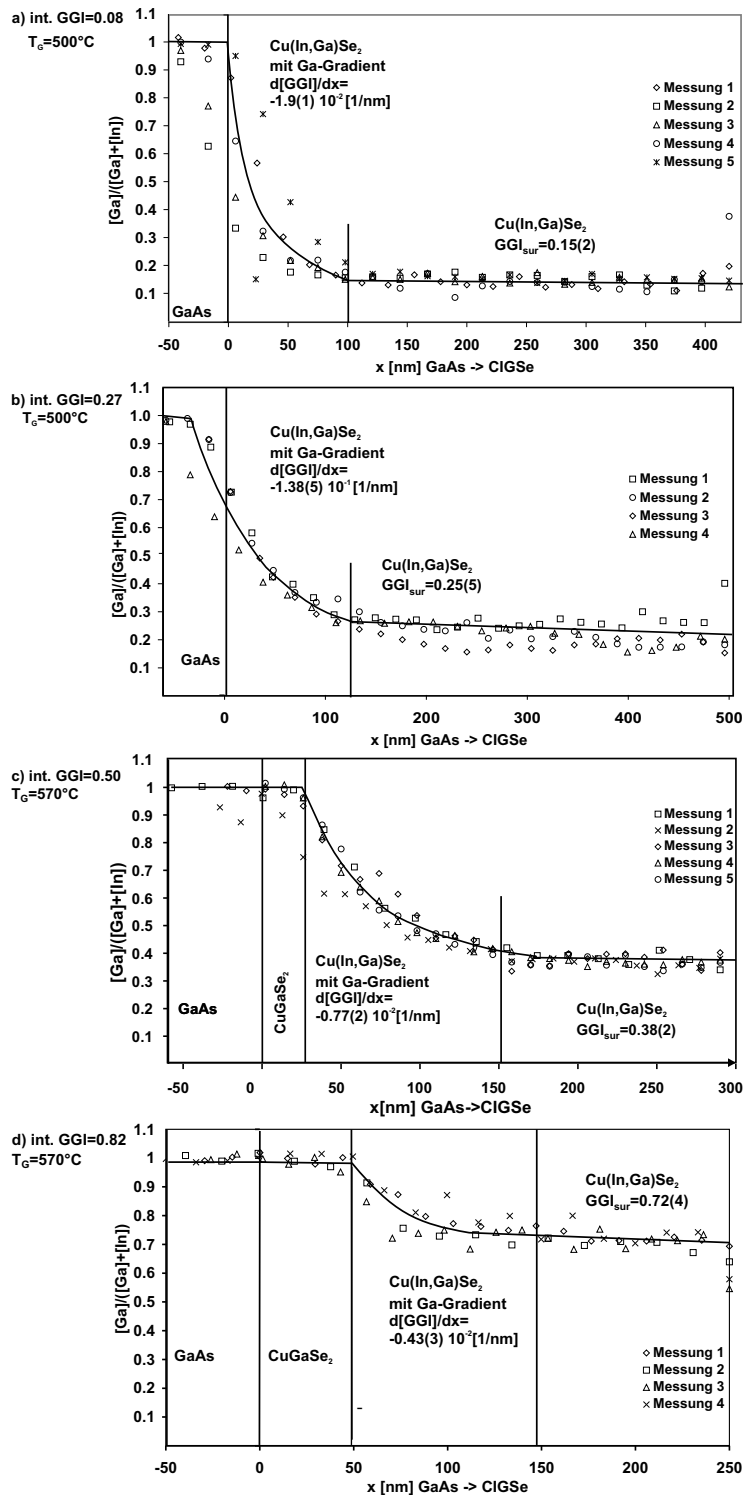 a) int. GGI=0.08
T_G=500°C
[Ga]/([Ga]+[In])
1.1
1
0.9
0.8
0.7
0.6
0.5
0.4
0.3
0.2
0.1
Cu(In,Ga)Se₂
mit Ga-Gradient
d[GGI]/dx=
-1.9(1) 10⁻²[1/nm]
Messung 1
Messung 2
Messung 3
Messung 4
Messung 5
Cu(In,Ga)Se₂
GGI_sur=0.15(2)
GaAs
-50 0 50 100 150 200 250 300 350 400
x [nm] GaAs -> CIGSe
b) int. GGI=0.27
T_G=500°C
[Ga]/([Ga]+[In])
1.1
1.0
0.9
0.8
0.7
0.6
0.5
0.4
0.3
0.2
0.1
Cu(In,Ga)Se₂
mit Ga-Gradient
d[GGI]/dx=
-1.38(5) 10⁻¹[1/nm]
Messung 1
Messung 2
Messung 3
Messung 4
Cu(In,Ga)Se₂
GGI_sur=0.25(5)
GaAs
0 100 200 300 400 500
x [nm] GaAs -> CIGSe
c) int. GGI=0.50
T_G=570°C
[Ga]/([Ga]+[In])
1.1
1
0.9
0.8
0.7
0.6
0.5
0.4
0.3
0.2
0.1
Messung 1
Messung 2
Messung 3
Messung 4
Messung 5
GaAs
CuGaSe₂
Cu(In,Ga)Se₂
mit Ga-Gradient
d[GGI]/dx=
-0.77(2) 10⁻²[1/nm]
Cu(In,Ga)Se₂
GGI_sur=0.38(2)
-50 0 50 100 150 200 250 300
x[nm] GaAs->CIGSe
d) int. GGI=0.82
T_G=570°C
[Ga]/([Ga]+[In])
1.1
1
0.9
0.8
0.7
0.6
0.5
0.4
0.3
0.2
0.1
Cu(In,Ga)Se₂
GGI_sur=0.72(4)
Cu(In,Ga)Se₂
mit Ga-Gradient
d[GGI]/dx=
-0.43(3) 10⁻²[1/nm]
GaAs
CuGaSe₂
Messung 1
Messung 2
Messung 3
Messung 4
-50 0 50 100 150 200 250
x [nm] GaAs -> CIGSe